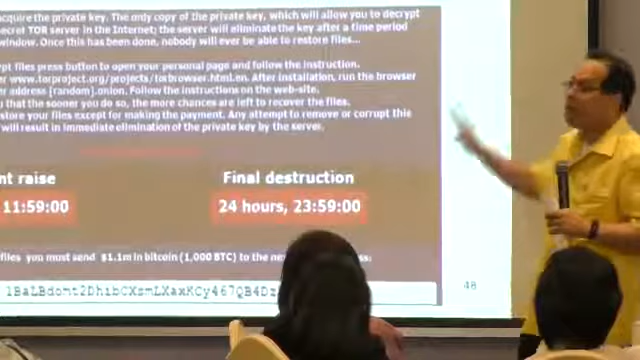 acquire the private key. The only copy of the private key, which will allow you to decrypt
secret TOR server in the Internet; the server will eliminate the key after a time period
window. Once this has been done, nobody will ever be able to restore files...
files press button to open your personal page and follow the instruction.
www.torproject.org/projects/torbrowser.html.en. After installation, run the browser
address [random].onion. Follow the instructions on the web-site.
that the sooner you do so, the more chances are left to recover the files.
store your files except for making the payment. Any attempt to remove or corrupt this
will result in immediate elimination of the private key by the server.
raise
Final destruction
11:59:00
24 hours, 23:59:00
files you must send $1.1m in bitcoin (1,000 BTC) to the
48